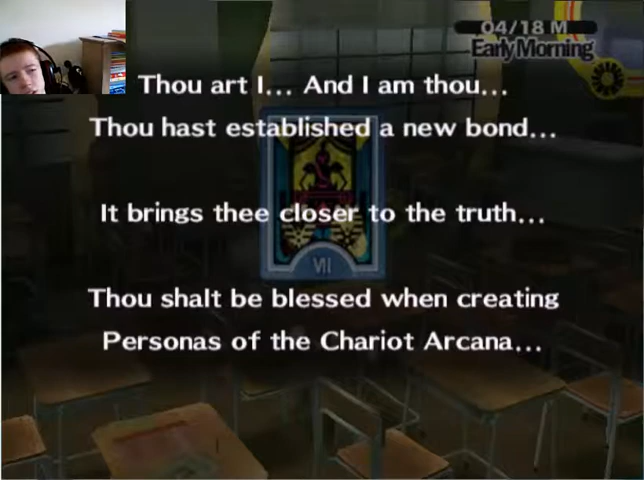 04/18 M
Early Morning
Thou art I... And I am thou...
Thou hast established a new bond...
It brings thee closer to the truth...
VII
Thou shalt be blessed when creating
Personas of the Chariot Arcana...